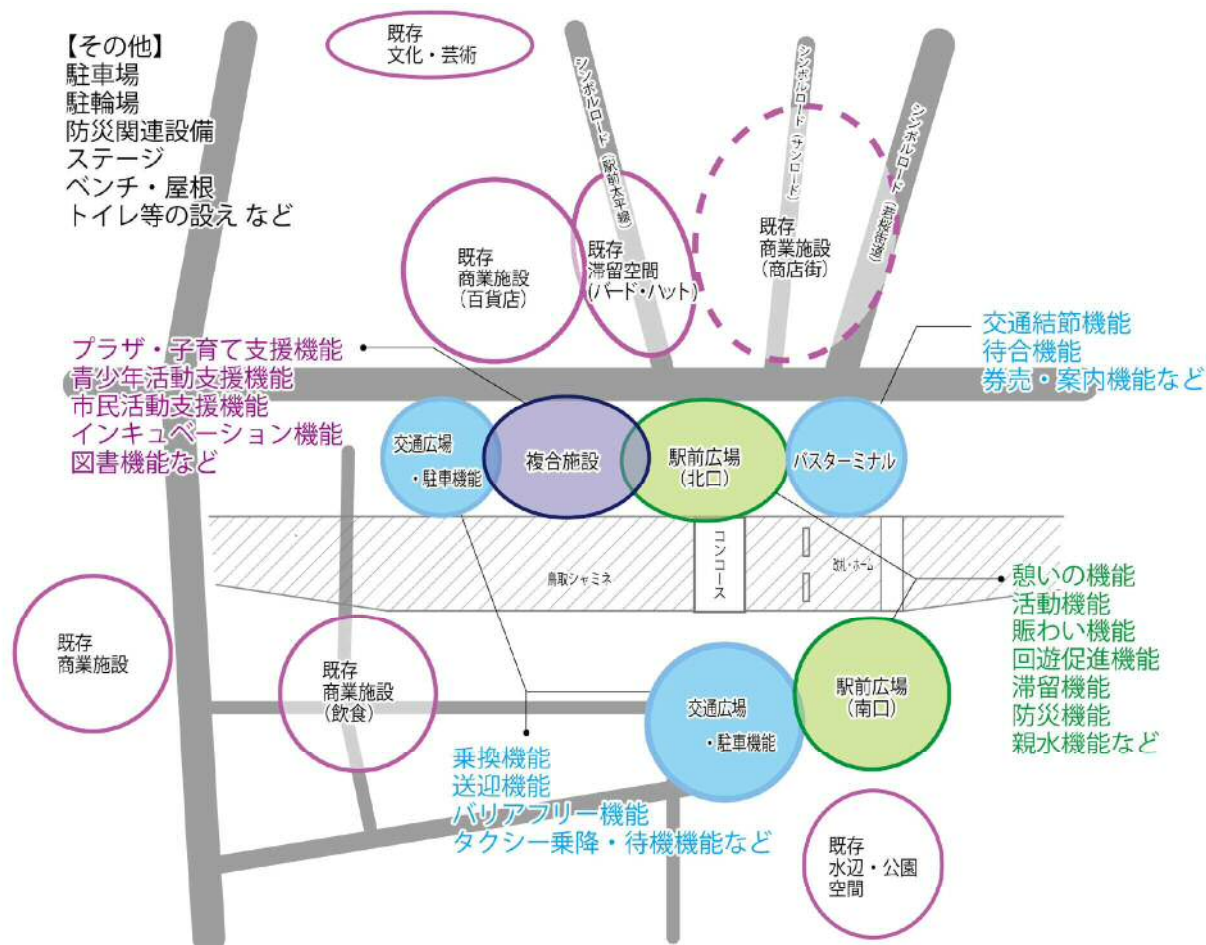 【その他】
駐車場
駐輪場
防災関連設備
ステージ
ベンチ・屋根
トイレ等の設え など
既存
文化・芸術
シンボルロード（駅前太平線）
シンボルロード（サンロード）
シンボルロード（若桜街道）
既存
商業施設
（百貨店）
既存
滞留空間
（バード・ハット）
既存
商業施設
（商店街）
交通結節機能
待合機能
券売・案内機能など
プラザ・子育て支援機能
青少年活動支援機能
市民活動支援機能
インキュベーション機能
図書機能など
交通広場
・駐車機能
複合施設
駅前広場
（北口）
バスターミナル
鳥取シャミネ
コンコース
改札・ホーム
憩いの機能
活動機能
賑わい機能
回遊促進機能
滞留機能
防災機能
親水機能など
既存
商業施設
既存
商業施設
（飲食）
交通広場
・駐車機能
駅前広場
（南口）
乗換機能
送迎機能
バリアフリー機能
タクシー乗降・待機機能など
既存
水辺・公園
空間